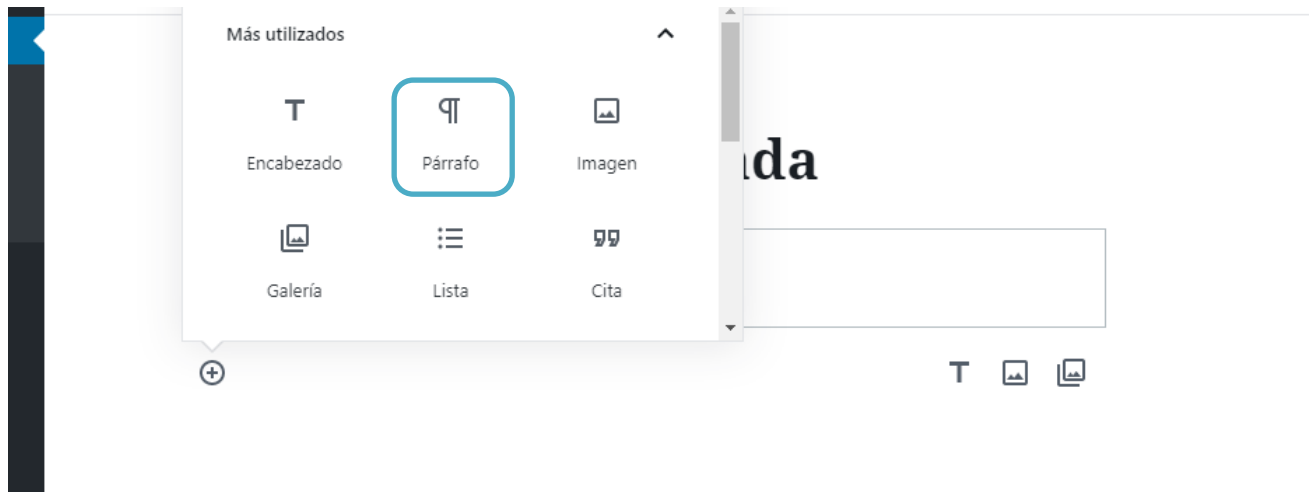 Más utilizados
Encabezado
Párrafo
Imagen
Galería
Lista
Cita